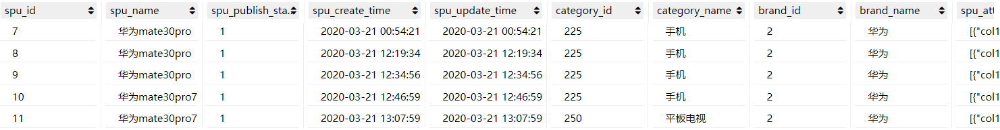 spu_id spu_name spu_publish_sta. spu_create_time spu_update_time category_id category_name brand_id brand_name spu_att
7 华为mate30pro 1 2020-03-21 00:54:21 2020-03-21 00:54:21 225 手机 2 华为 [{"col1
8 华为mate30pro 1 2020-03-21 12:19:34 2020-03-21 12:19:34 225 手机 2 华为 [{"col1
9 华为mate30pro 1 2020-03-21 12:34:56 2020-03-21 12:34:56 225 手机 2 华为 [{"col1
10 华为mate30pro7 1 2020-03-21 12:46:59 2020-03-21 12:46:59 225 手机 2 华为 [{"col1
11 华为mate30pro7 1 2020-03-21 13:07:59 2020-03-21 13:07:59 250 平板电视 2 华为 [{"col1